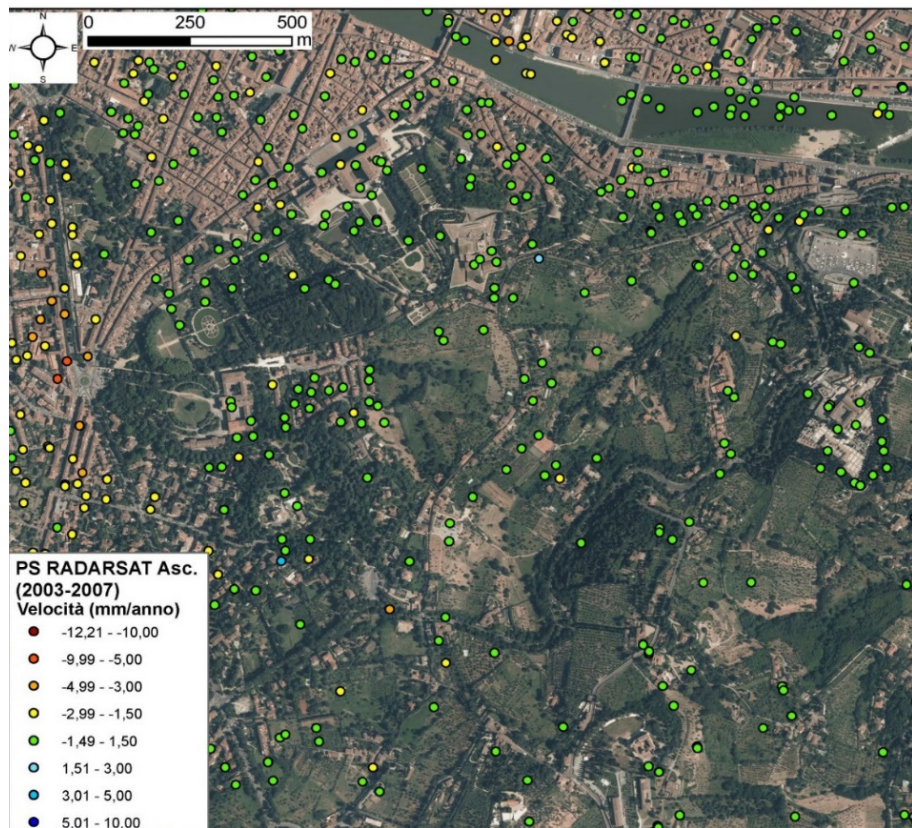 N
W E
S
0 250 500
m
PS RADARSAT Asc.
(2003-2007)
Velocità (mm/anno)
-12,21 - -10,00
-9,99 - -5,00
-4,99 - -3,00
-2,99 - -1,50
-1,49 - 1,50
1,51 - 3,00
3,01 - 5,00
5,01 - 10,00